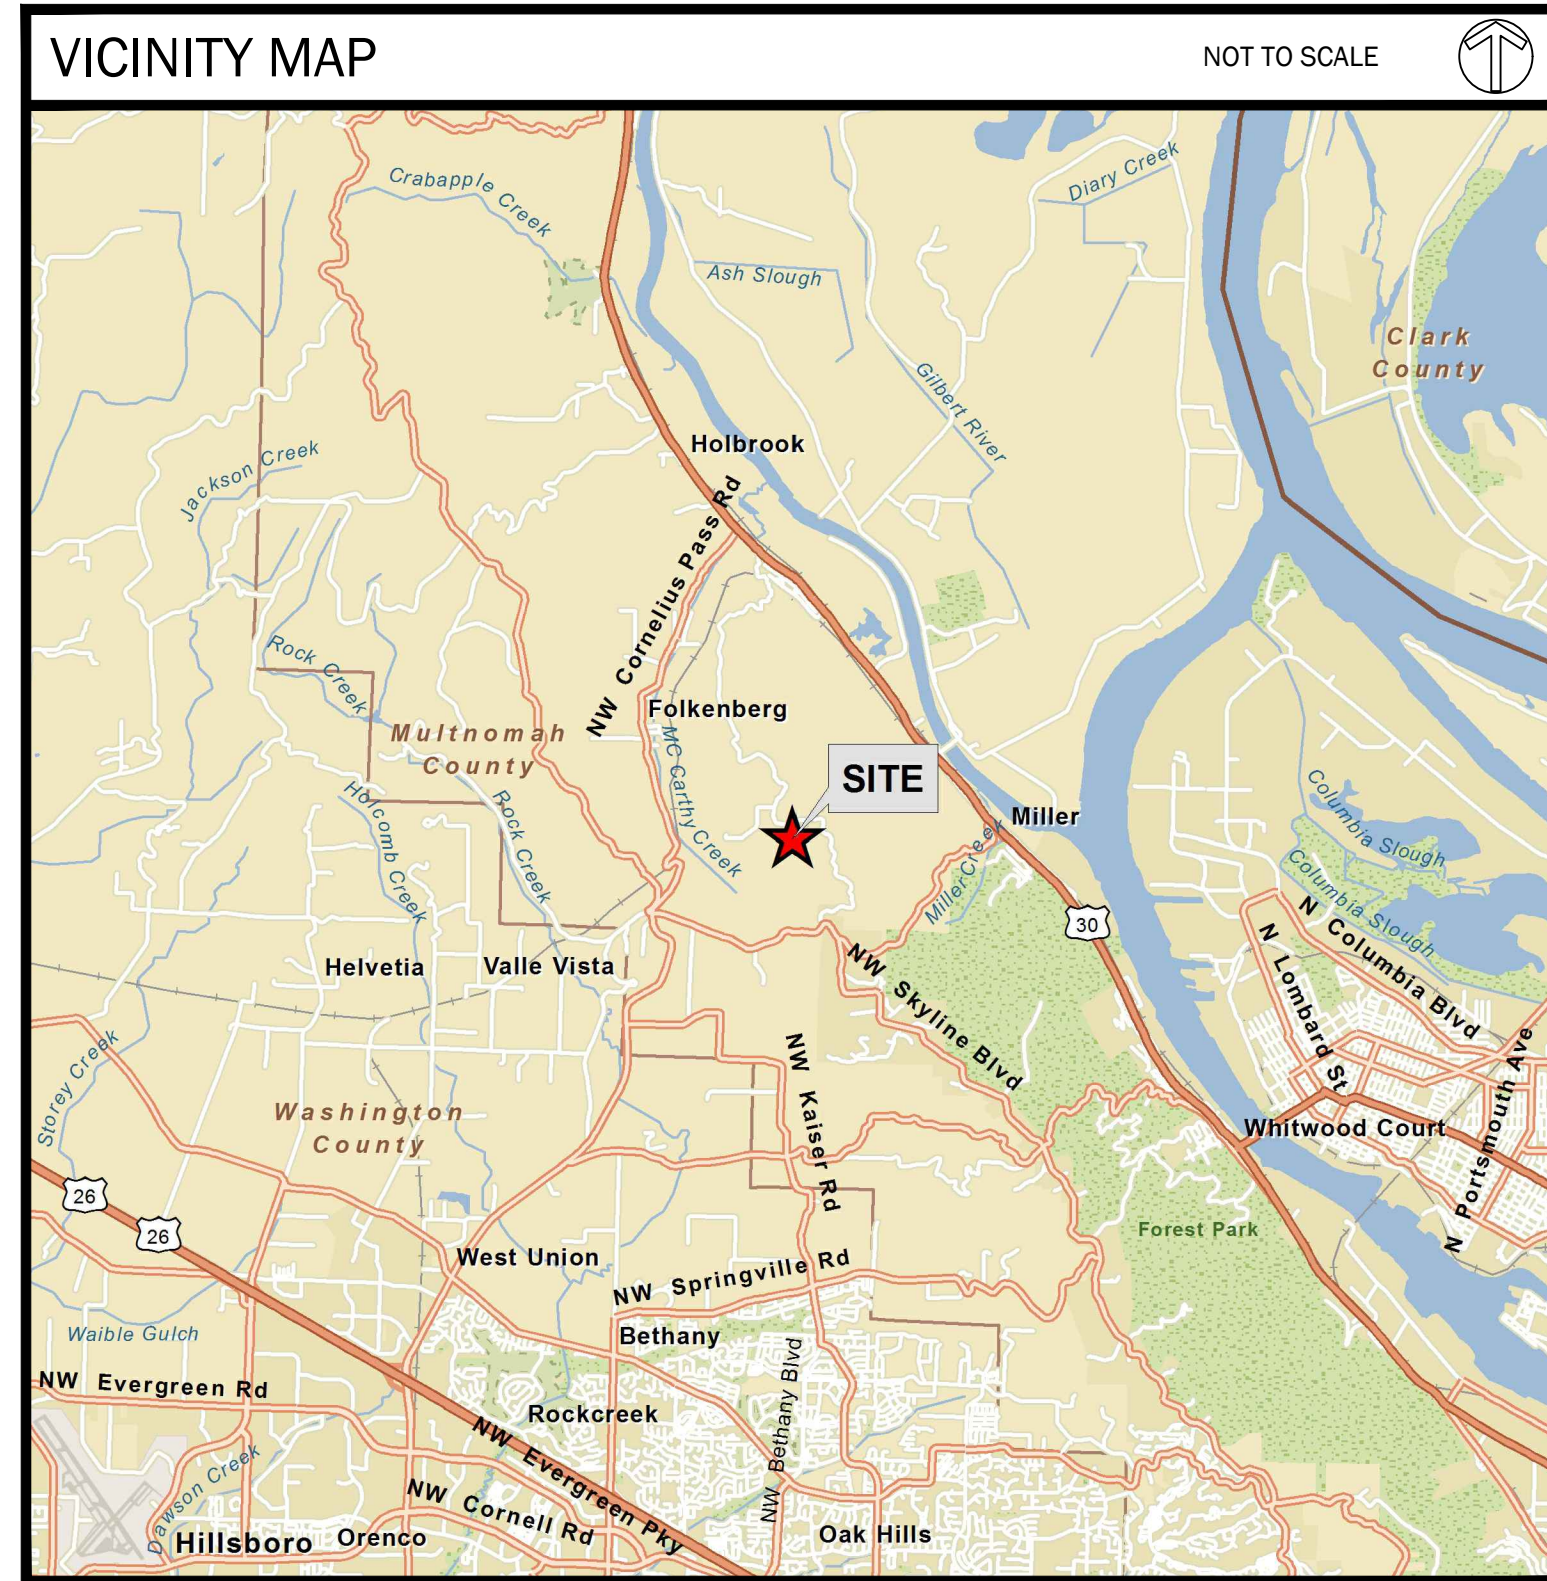 VICINITY MAP
NOT TO SCALE
Crabapple Creek
Diary Creek
Ash Slough
Clark
County
Gilbert River
Holbrook
Jackson Creek
NW Cornelius Pass Rd
Rock Creek
Folkenberg
Multnomah
County
MC Carthy Creek
SITE
Holcomb Creek
Rock Creek
Miller
Miller Creek
Columbia Slough
Columbia Slough
30
N Columbia Blvd
N Lombard St
Helvetia
Valle Vista
NW Skyline Blvd
Storey Creek
NW Kaiser Rd
N Portsmouth Ave
Washington
County
Whitwood Court
26
26
Forest Park
West Union
NW Springville Rd
Waible Gulch
Bethany
NW Bethany Blvd
NW Evergreen Rd
Rockcreek
NW Evergreen Pky
Dawson Creek
NW Cornell Rd
Hillsboro
Orenco
Oak Hills